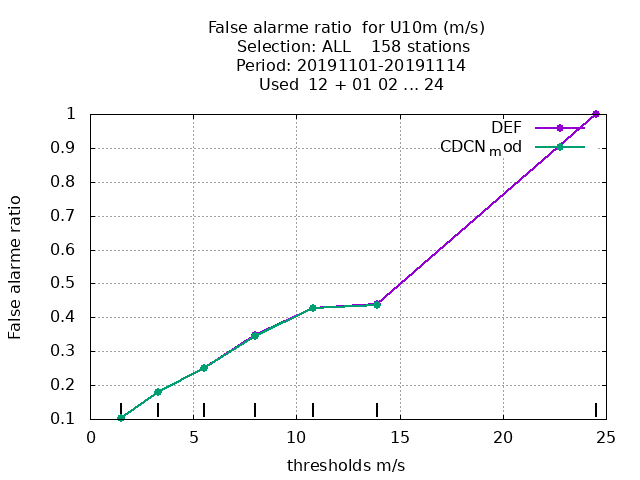 False alarme ratio  for U10m (m/s)
Selection: ALL    158 stations
Period: 20191101-20191114
Used  12 + 01 02 ... 24
DEF
CDCNmod
1
0.9
0.8
0.7
0.6
0.5
0.4
0.3
0.2
0.1
False alarme ratio
0 5 10 15 20 25
thresholds m/s